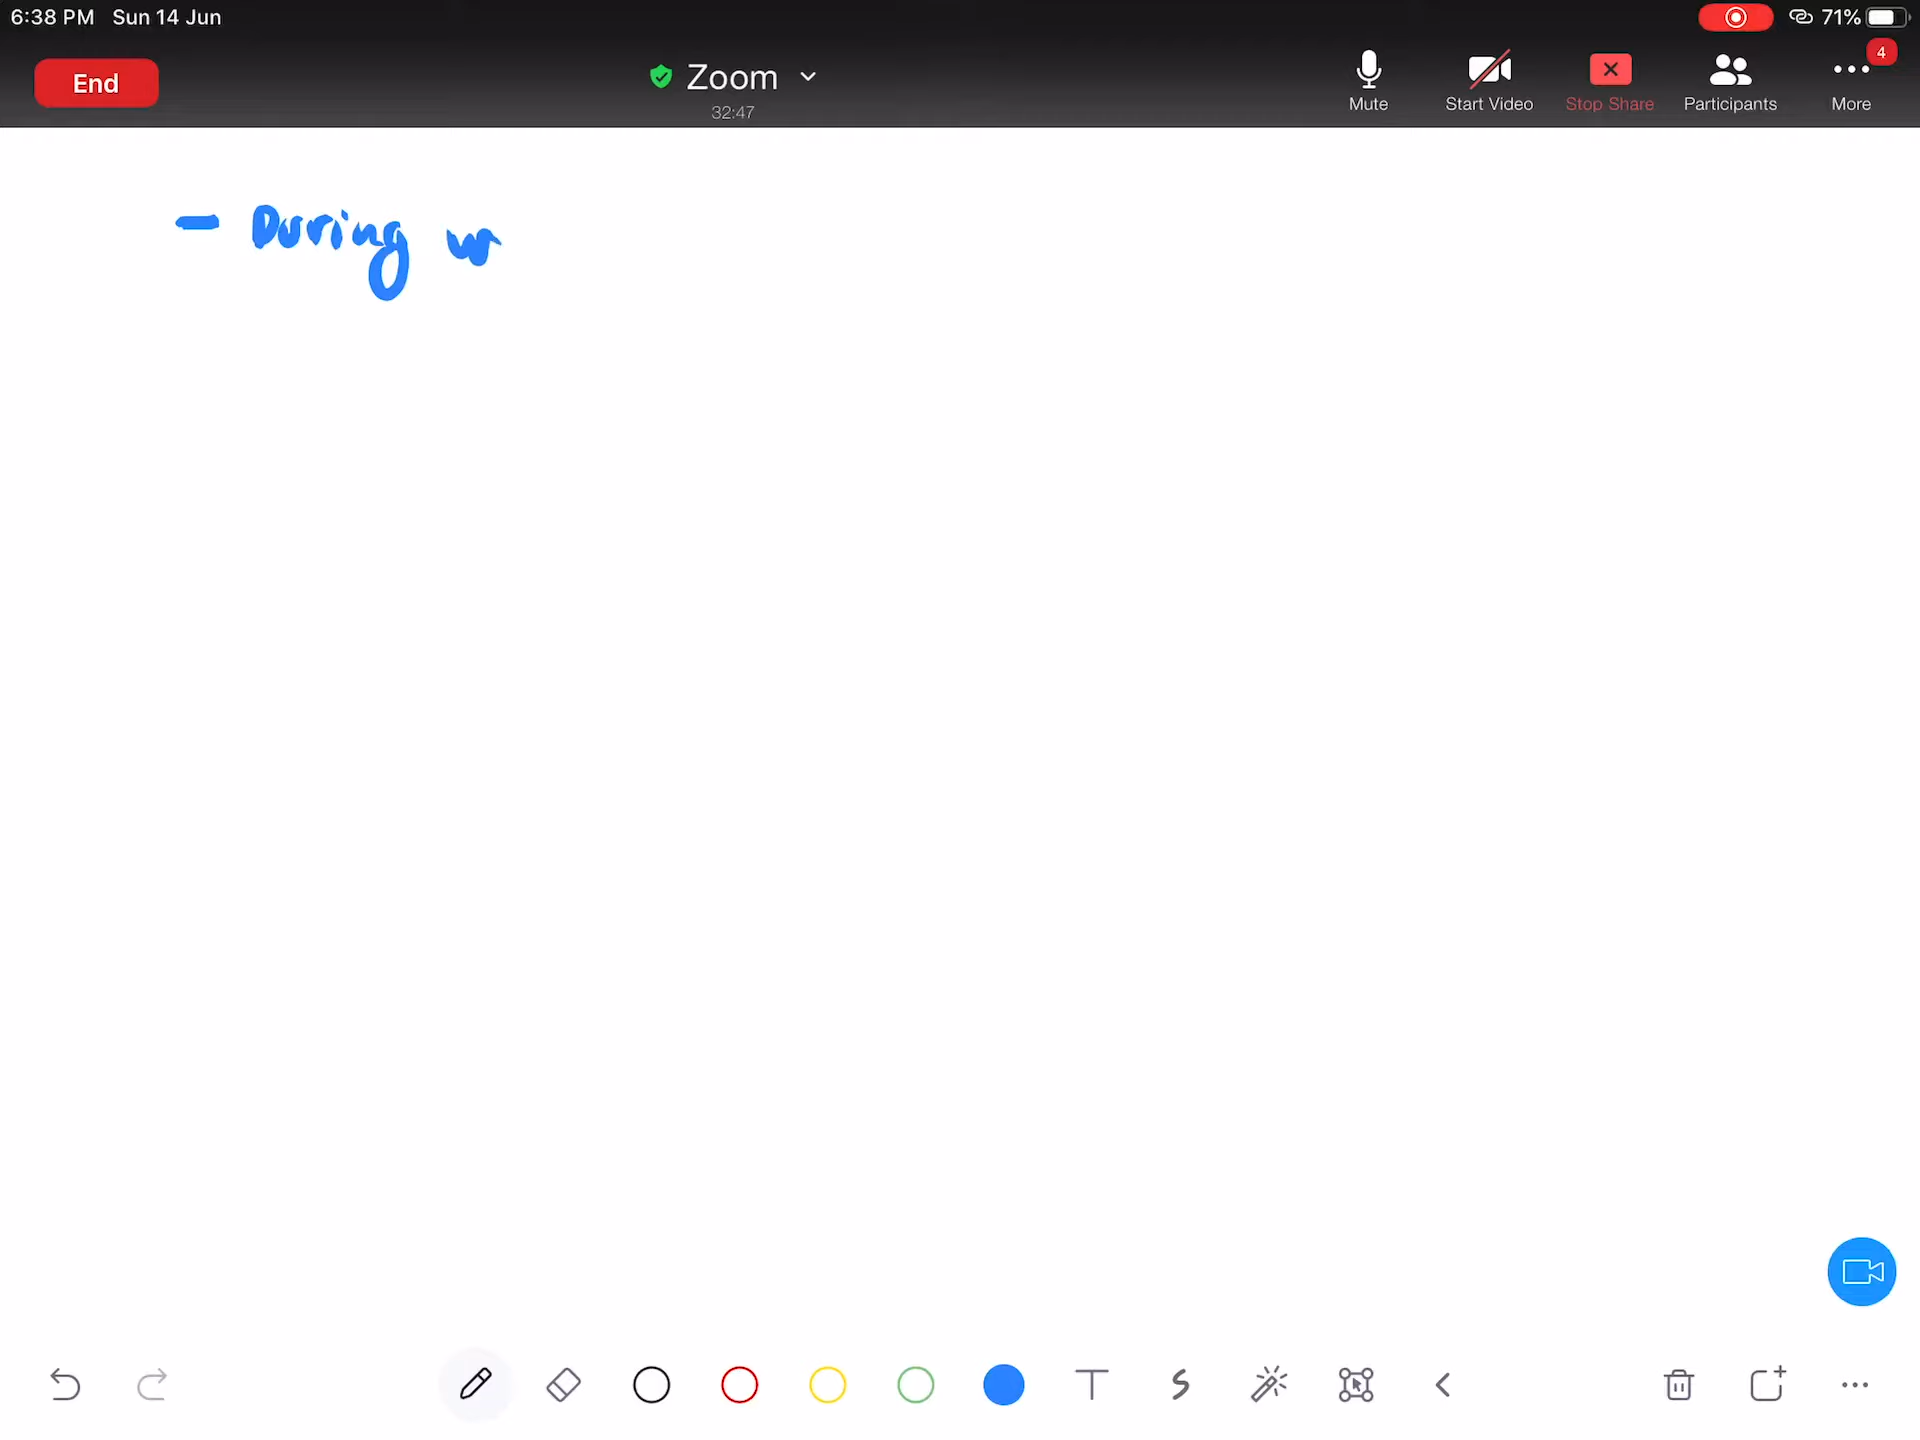 6:38 PM Sun 14 Jun
71%
End
Zoom
32:47
Mute
Start Video
Stop Share
Participants
More
4
- During w